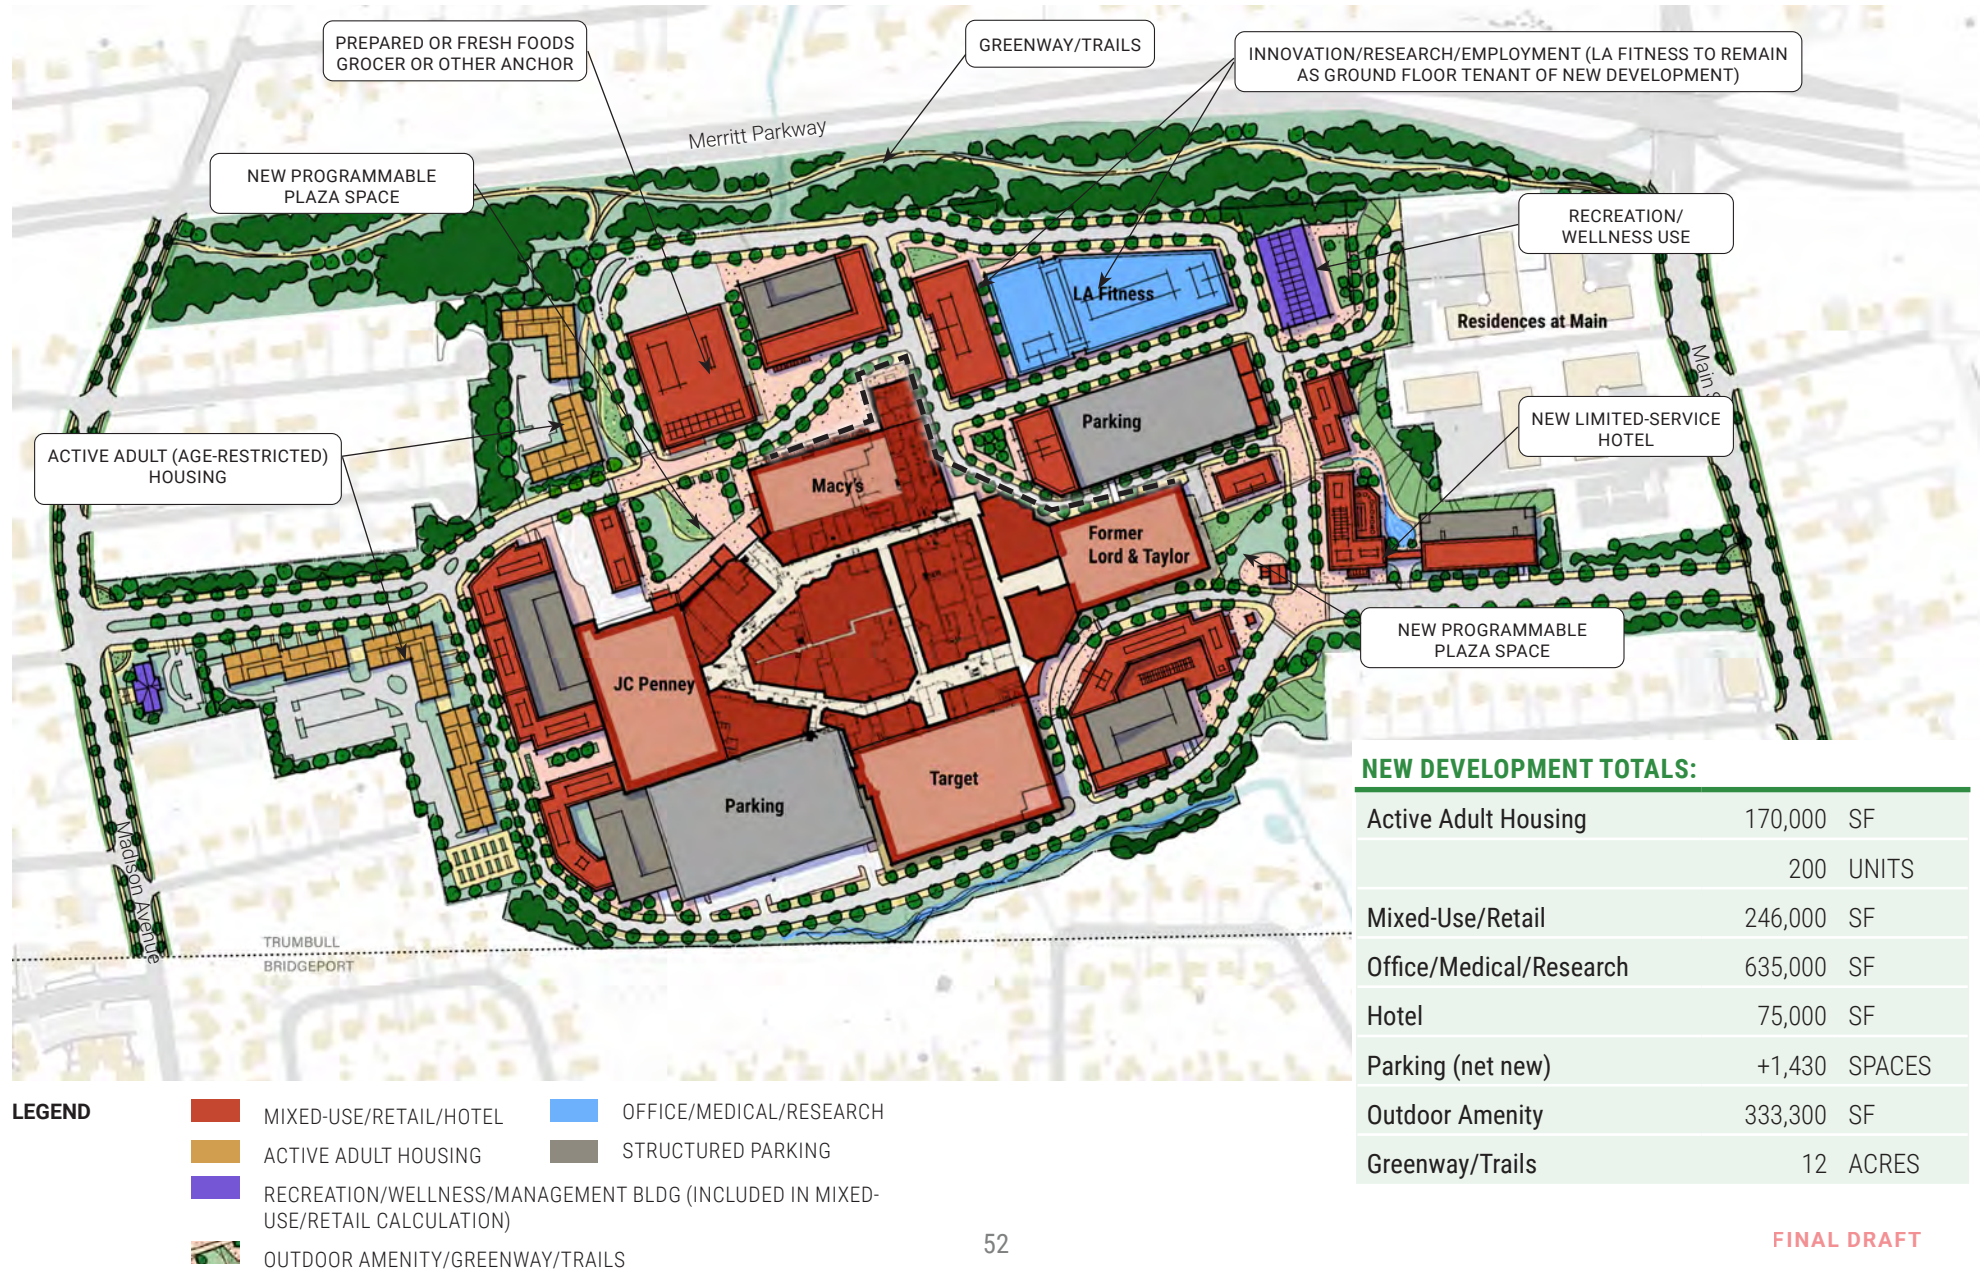 PREPARED OR FRESH FOODS
GROCER OR OTHER ANCHOR
GREENWAY/TRAILS
INNOVATION/RESEARCH/EMPLOYMENT (LA FITNESS TO REMAIN
AS GROUND FLOOR TENANT OF NEW DEVELOPMENT)
Merritt Parkway
NEW PROGRAMMABLE
PLAZA SPACE
RECREATION/
WELLNESS USE
LA Fitness
Residences at Main
Main
NEW LIMITED-SERVICE
HOTEL
Parking
ACTIVE ADULT (AGE-RESTRICTED)
HOUSING
Macy's
Former
Lord & Taylor
NEW PROGRAMMABLE
PLAZA SPACE
JC Penney
Target
Parking
Madison Avenue
TRUMBULL
BRIDGEPORT
NEW DEVELOPMENT TOTALS:
Active Adult Housing 170,000 SF
200 UNITS
Mixed-Use/Retail 246,000 SF
Office/Medical/Research 635,000 SF
Hotel 75,000 SF
Parking (net new) +1,430 SPACES
Outdoor Amenity 333,300 SF
Greenway/Trails 12 ACRES
LEGEND
MIXED-USE/RETAIL/HOTEL
OFFICE/MEDICAL/RESEARCH
ACTIVE ADULT HOUSING
STRUCTURED PARKING
RECREATION/WELLNESS/MANAGEMENT BLDG (INCLUDED IN MIXED-
USE/RETAIL CALCULATION)
OUTDOOR AMENITY/GREENWAY/TRAILS
52
FINAL DRAFT